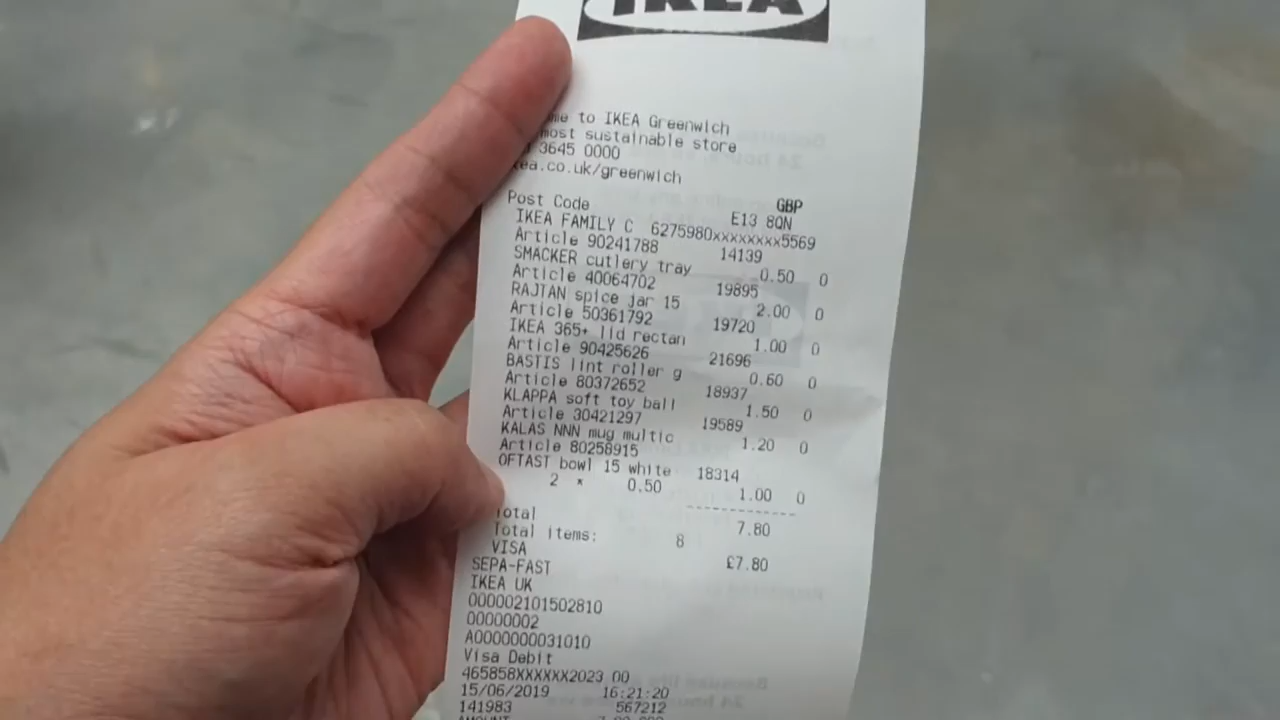 IKEA
me to IKEA Greenwich
most sustainable store
3645 0000
kea.co.uk/greenwich
GBP
Post Code E13 8QN
IKEA FAMILY C 6275980xxxxxxxx5569
Article 90241788 14139
SMACKER cutlery tray 0.50 0
Article 40064702 19895
RAJTAN spice jar 15 2.00 0
Article 50361792 19720
IKEA 365+ lid rectan 1.00 0
Article 90425626 21696
BASTIS lint roller g 0.60 0
Article 80372652 18937
KLAPPA soft toy ball 1.50 0
Article 30421297 19589
KALAS NNN mug multic 1.20 0
Article 80258915 18314
OFTAST bowl 15 white
2 x 0.50 1.00 0
Total 7.80
Total items: 8
VISA £7.80
SEPA-FAST
IKEA UK
000002101502810
00000002
A0000000031010
Visa Debit
465858XXXXXX2023 00
15/06/2019 16:21:20
141983 567212
AMOUNT